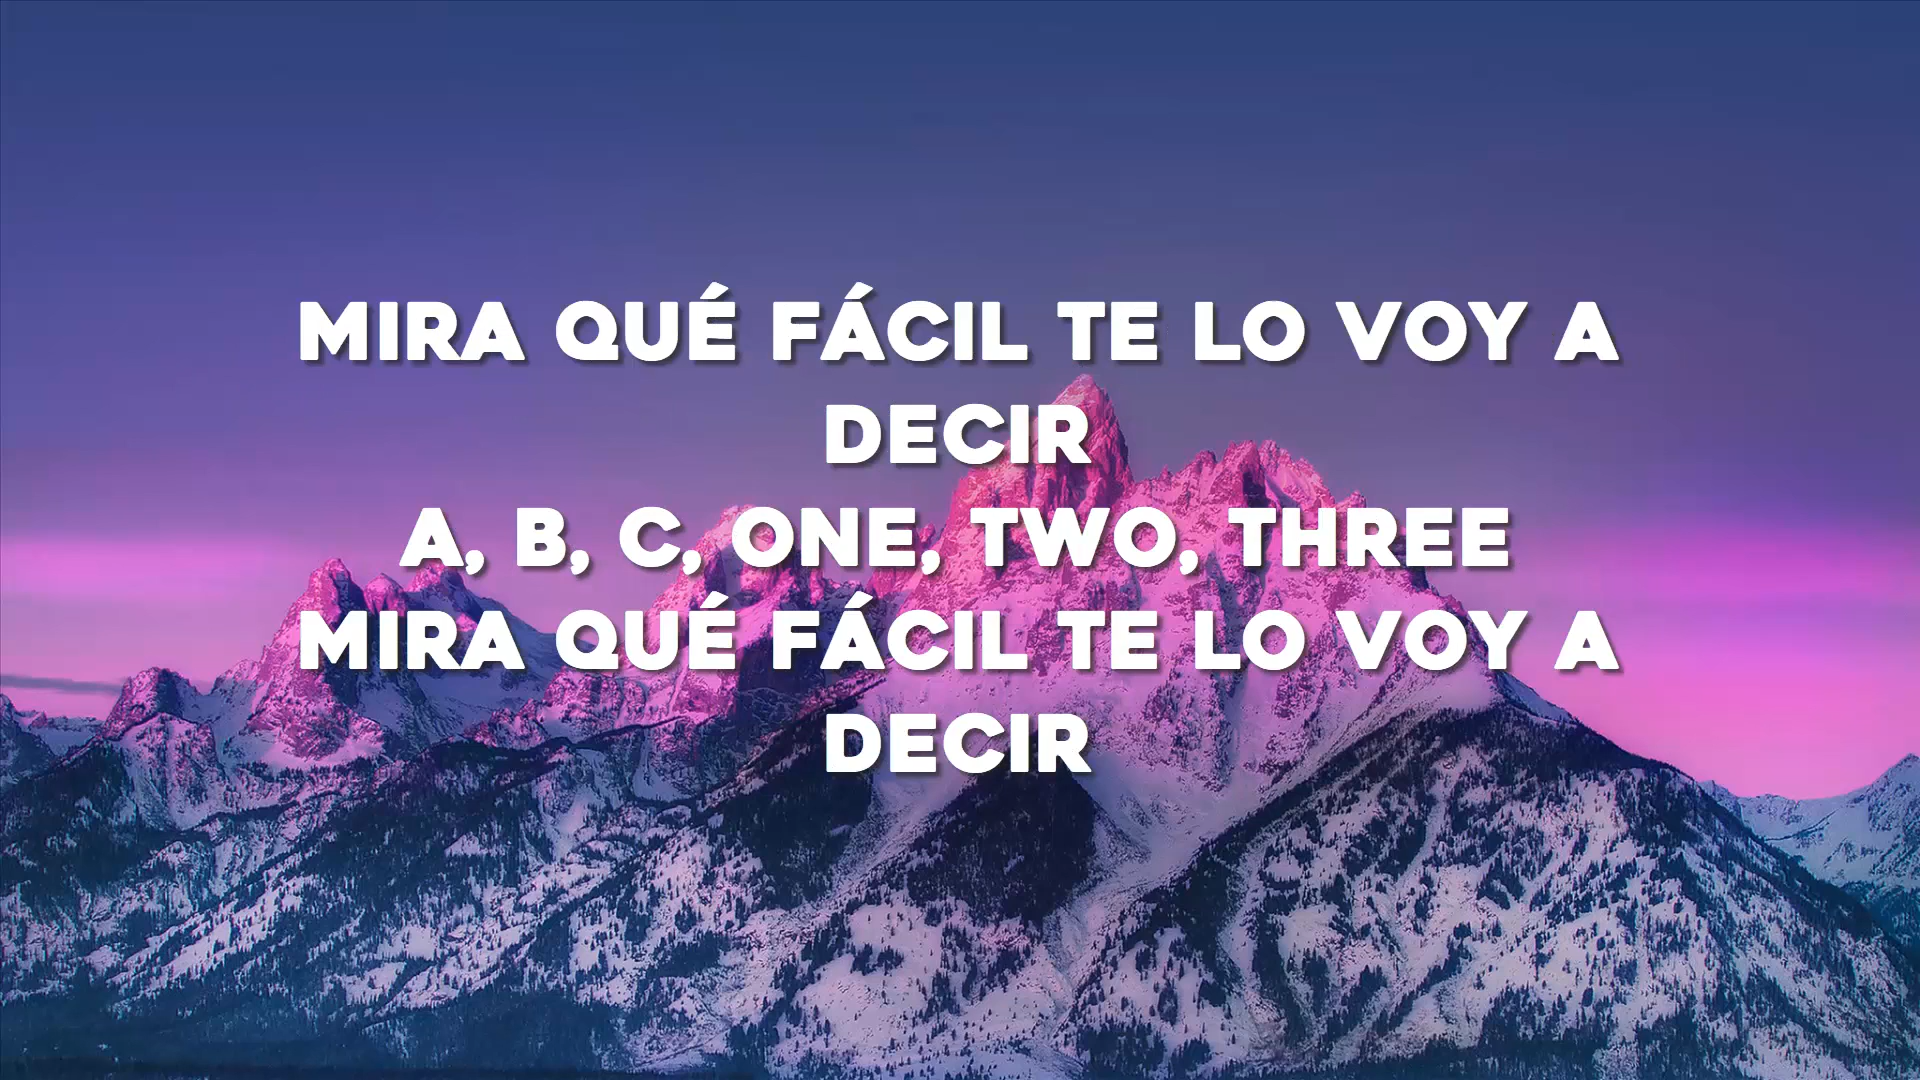 MIRA QUÉ FÁCIL TE LO VOY A
DECIR
A, B, C, ONE, TWO, THREE
MIRA QUÉ FÁCIL TE LO VOY A
DECIR